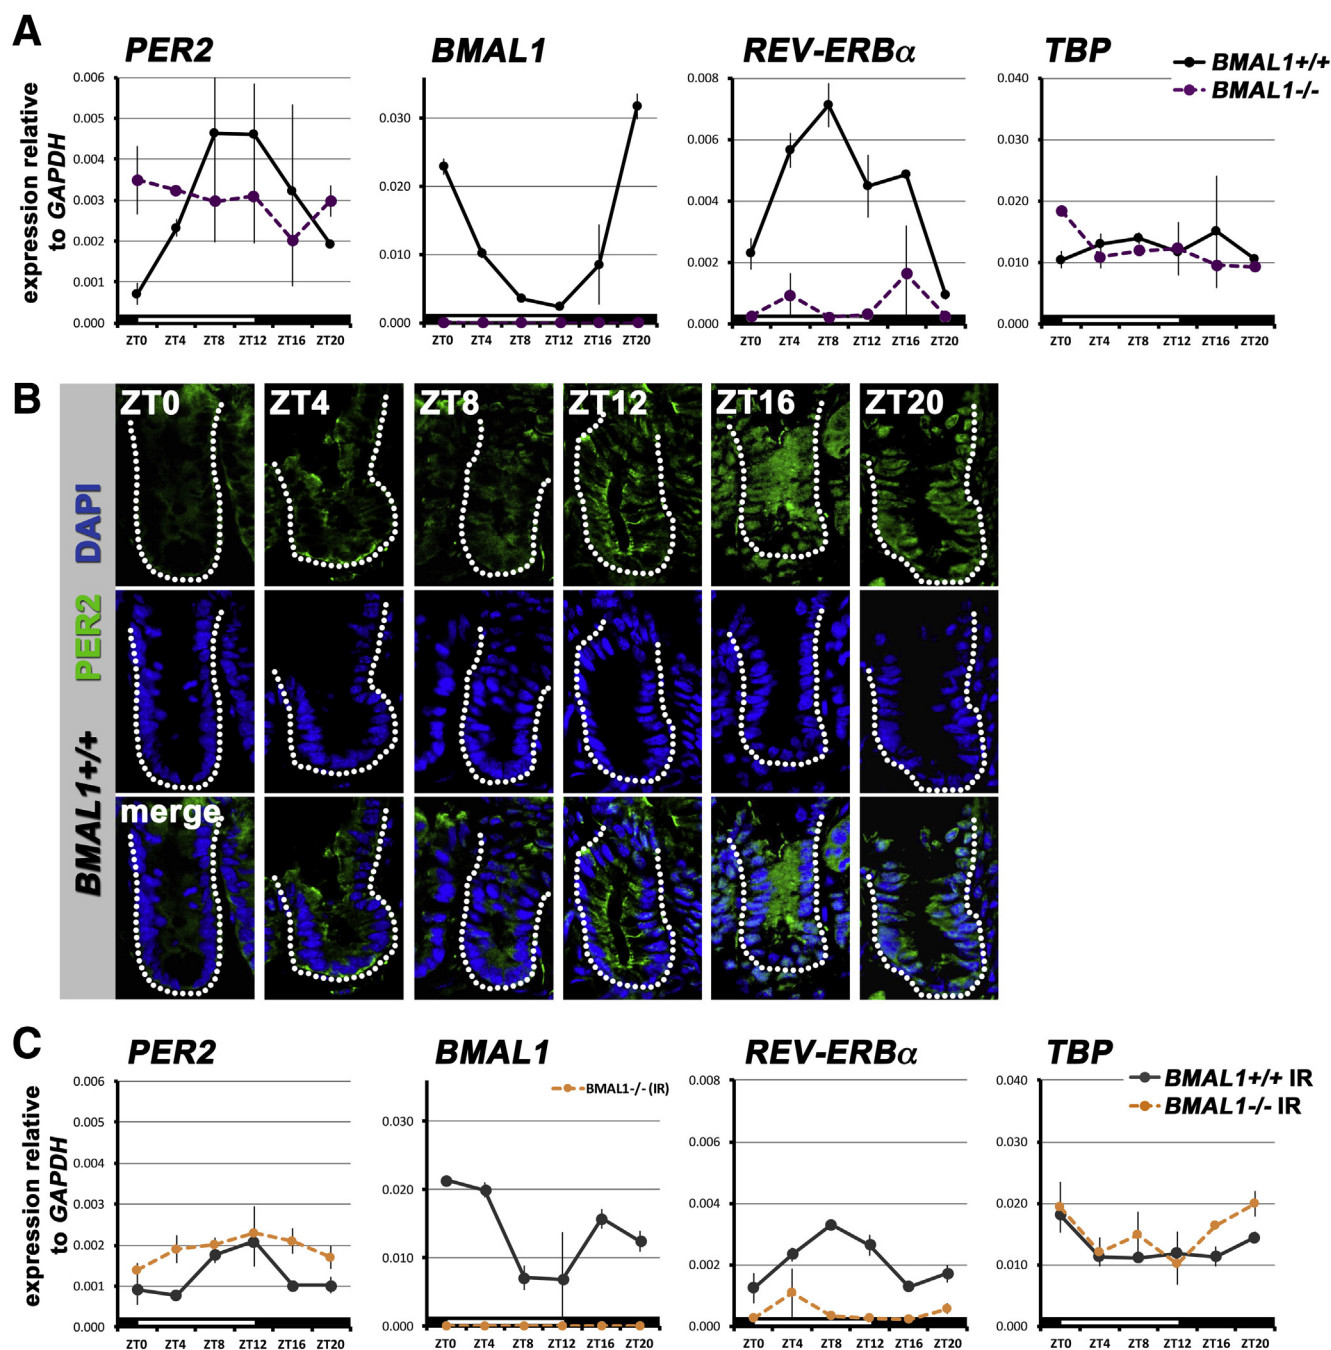 A
PER2 BMAL1 REV-ERBα TBP
BMAL1+/+
BMAL1-/-
expression relative
to GAPDH
0.006
0.005
0.004
0.003
0.002
0.001
0.000
ZT0 ZT4 ZT8 ZT12 ZT16 ZT20
0.030
0.020
0.010
0.000
ZT0 ZT4 ZT8 ZT12 ZT16 ZT20
0.008
0.006
0.004
0.002
0.000
ZT0 ZT4 ZT8 ZT12 ZT16 ZT20
0.040
0.030
0.020
0.010
0.000
ZT0 ZT4 ZT8 ZT12 ZT16 ZT20
B
BMAL1+/+ PER2 DAPI
ZT0 ZT4 ZT8 ZT12 ZT16 ZT20
merge
C
PER2 BMAL1 REV-ERBα TBP
BMAL1-/- (IR)
BMAL1+/+ IR
BMAL1-/- IR
expression relative
to GAPDH
0.006
0.005
0.004
0.003
0.002
0.001
0.000
ZT0 ZT4 ZT8 ZT12 ZT16 ZT20
0.030
0.020
0.010
0.000
ZT0 ZT4 ZT8 ZT12 ZT16 ZT20
0.008
0.006
0.004
0.002
0.000
ZT0 ZT4 ZT8 ZT12 ZT16 ZT20
0.040
0.030
0.020
0.010
0.000
ZT0 ZT4 ZT8 ZT12 ZT16 ZT20